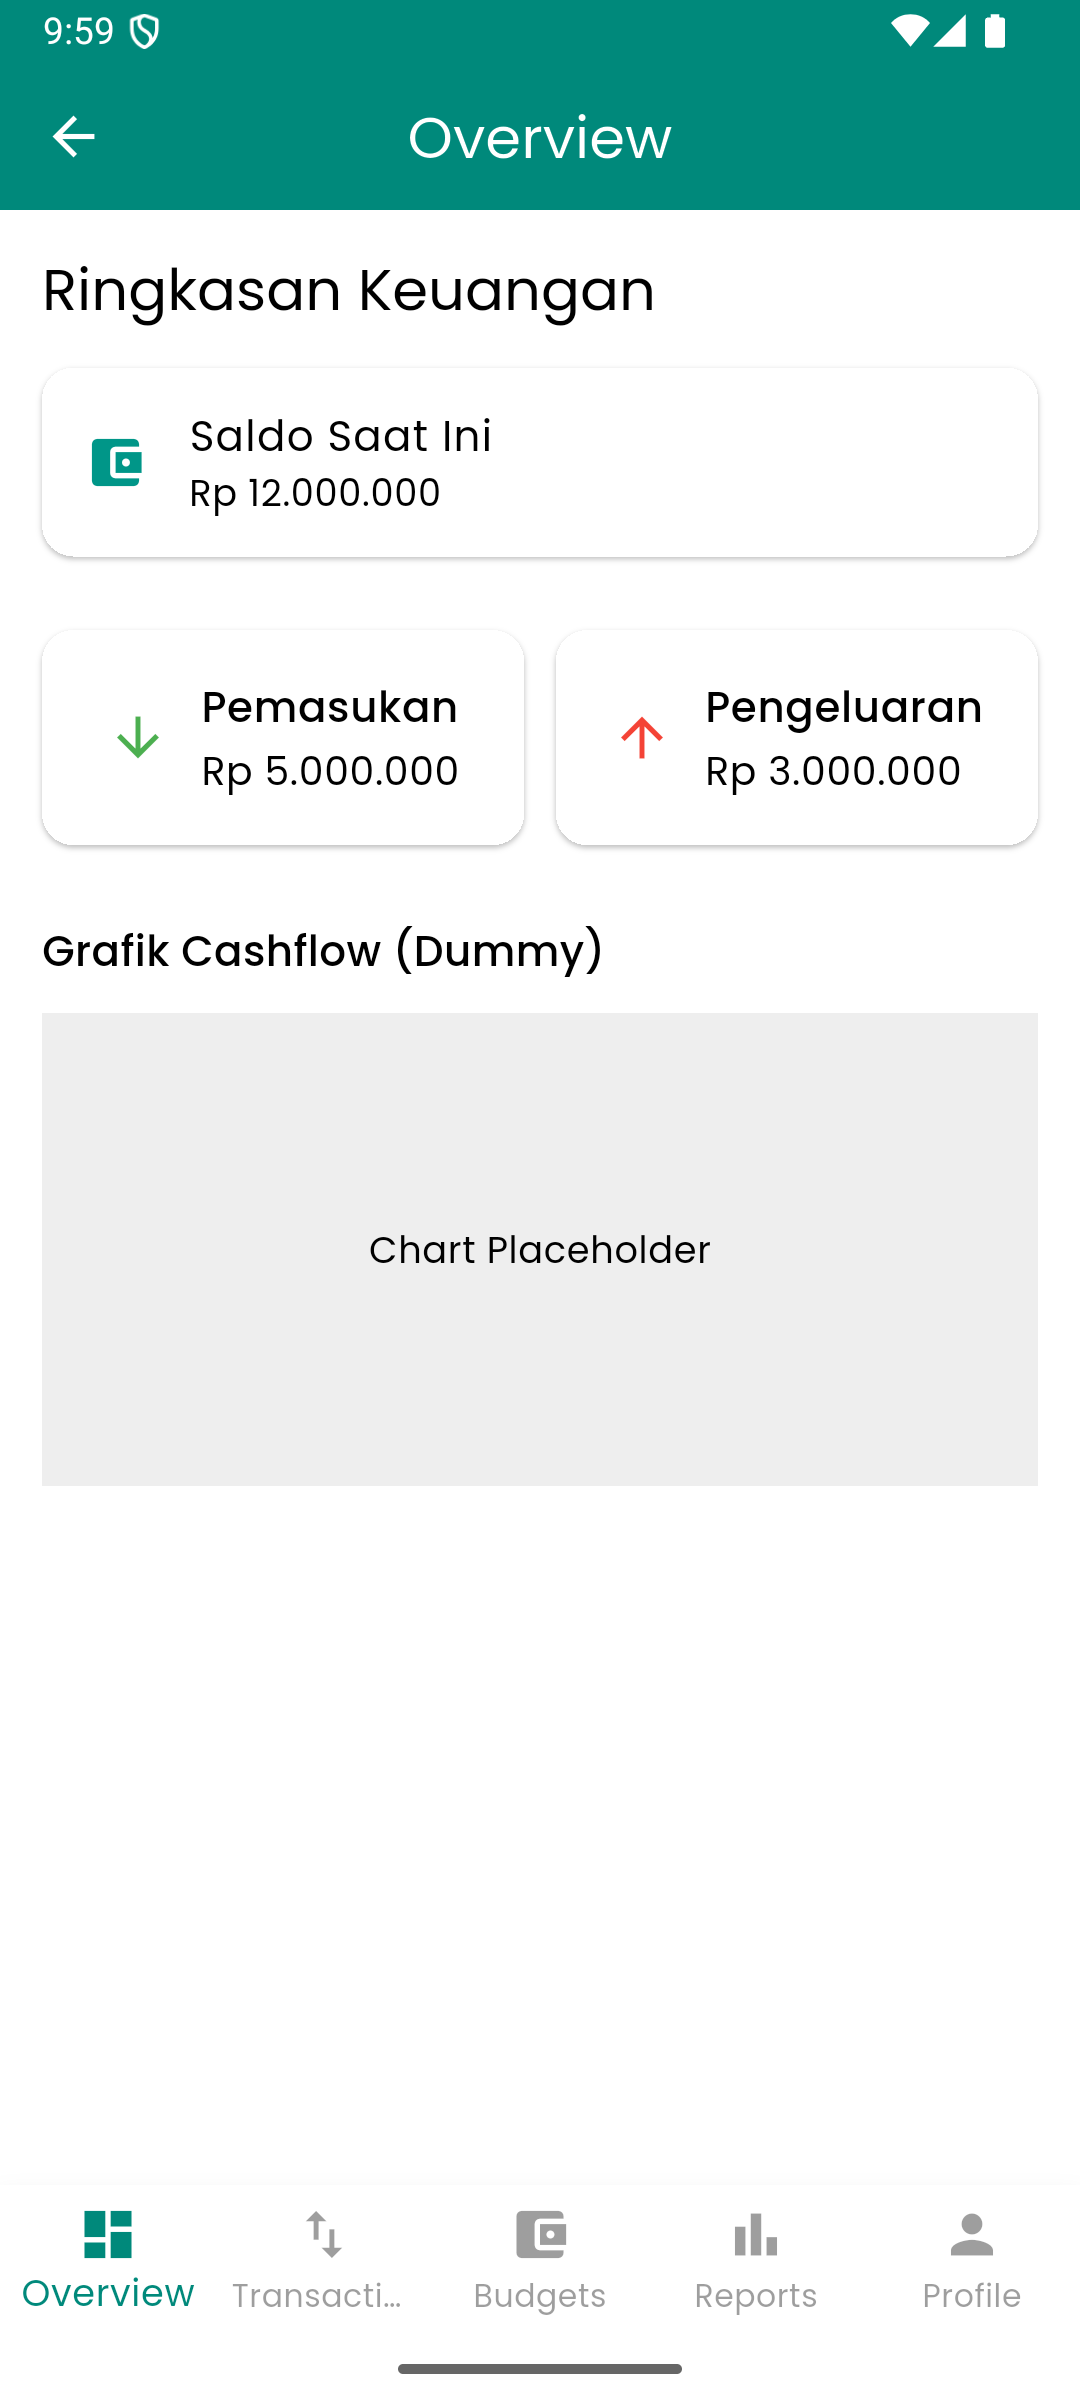 9:59
Overview
Ringkasan Keuangan
Saldo Saat Ini
Rp 12.000.000
Pemasukan
Rp 5.000.000
Pengeluaran
Rp 3.000.000
Grafik Cashflow (Dummy)
Chart Placeholder
Overview
Transacti...
Budgets
Reports
Profile